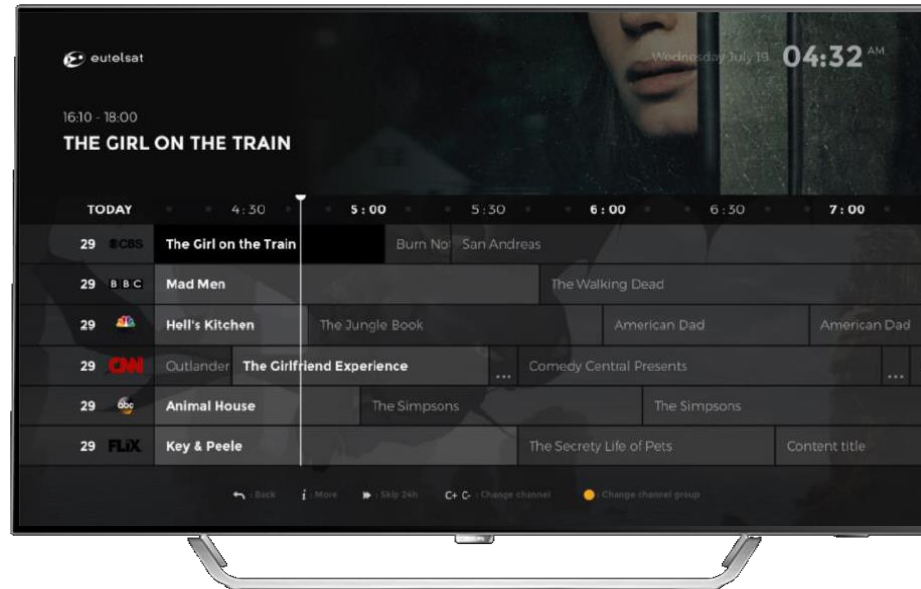 eutelsat
Wednesday July 19 04:32 AM
16:10 - 18:00
THE GIRL ON THE TRAIN
TODAY 4:30 5:00 5:30 6:00 6:30 7:00
29 CBS The Girl on the Train Burn Not San Andreas
29 BBC Mad Men The Walking Dead
29 Hell's Kitchen The Jungle Book American Dad American Dad
29 CNN Outlander The Girlfriend Experience ... Comedy Central Presents ...
29 abc Animal House The Simpsons The Simpsons
29 FLiX Key & Peele The Secrety Life of Pets Content title
: Back i : More : Skip 24h C+ C- : Change channel : Change channel group